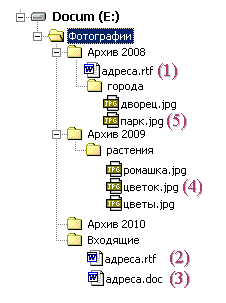 Docum (E:)
Фотографии
Архив 2008
адреса.rtf (1)
города
дворец.jpg
парк.jpg (5)
Архив 2009
растения
ромашка.jpg
цветок.jpg (4)
цветы.jpg
Архив 2010
Входящие
адреса.rtf (2)
адреса.doc (3)